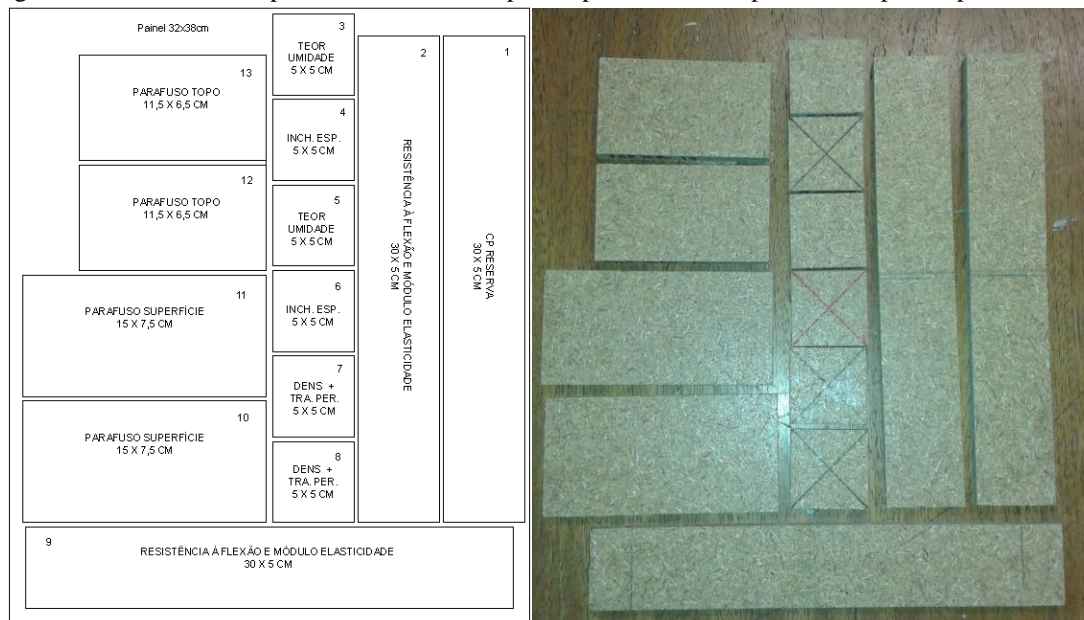 Painel 32x38cm
3
TEOR
UMIDADE
5 X 5 CM
2
RESISTÊNCIA À FLEXÃO E MÓDULO ELASTICIDADE
30 X 5 CM
1
CP RESERVA
30 X 5 CM
13
PARAFUSO TOPO
11,5 X 6,5 CM
4
INCH. ESP.
5 X 5 CM
12
PARAFUSO TOPO
11,5 X 6,5 CM
5
TEOR
UMIDADE
5 X 5 CM
11
PARAFUSO SUPERFÍCIE
15 X 7,5 CM
6
INCH. ESP.
5 X 5 CM
7
DENS +
TRA. PER.
5 X 5 CM
10
PARAFUSO SUPERFÍCIE
15 X 7,5 CM
8
DENS +
TRA. PER.
5 X 5 CM
9
RESISTÊNCIA À FLEXÃO E MÓDULO ELASTICIDADE
30 X 5 CM